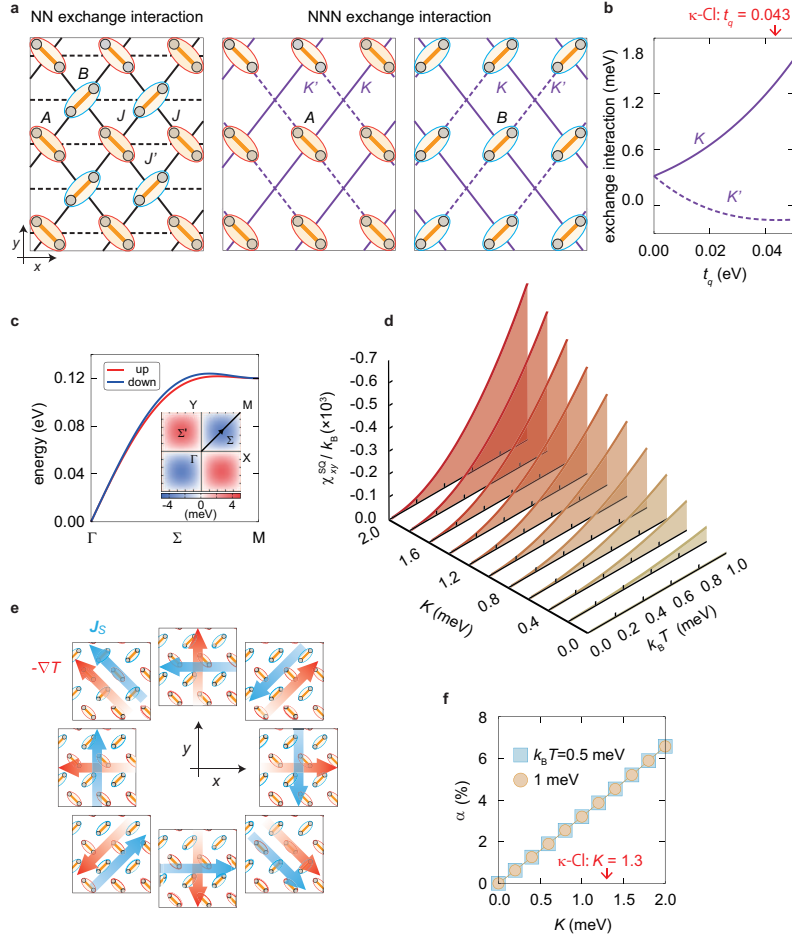 a
NN exchange interaction
NNN exchange interaction
B
A
J
J
J'
y
x
K'
K
A
K
K'
B
b
κ-Cl: t_q = 0.043
exchange interaction (meV)
1.8
1.2
0.6
0.0
K
K'
0.00
0.02
0.04
t_q (eV)
c
up
down
energy (eV)
0.12
0.08
0.04
0.00
Γ
Σ
M
Y
M
Σ'
Σ
Γ
X
−4
0
4
(meV)
d
χ_xy^SQ / k_B (×10³)
-0.7
-0.6
-0.5
-0.4
-0.3
-0.2
-0.1
0.0
2.0
1.6
1.2
0.8
0.4
0.0
K (meV)
0.0
0.2
0.4
0.6
0.8
1.0
k_B T (meV)
e
J_S
-∇T
y
x
f
α (%)
8
6
4
2
0
k_B T=0.5 meV
1 meV
κ-Cl: K = 1.3
0.0
0.5
1.0
1.5
2.0
K (meV)